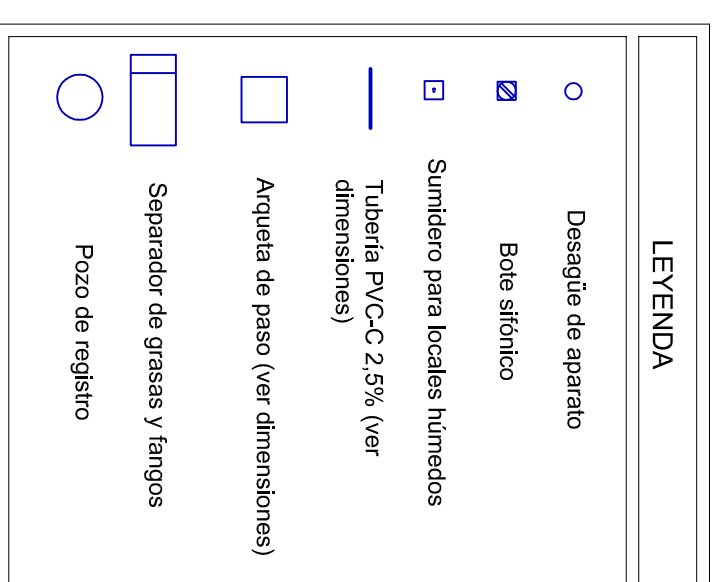 LEYENDA
Desagüe de aparato
Bote sifónico
Sumidero para locales húmedos
Tubería PVC-C 2,5% (ver
dimensiones)
Arqueta de paso (ver dimensiones)
Separador de grasas y fangos
Pozo de registro